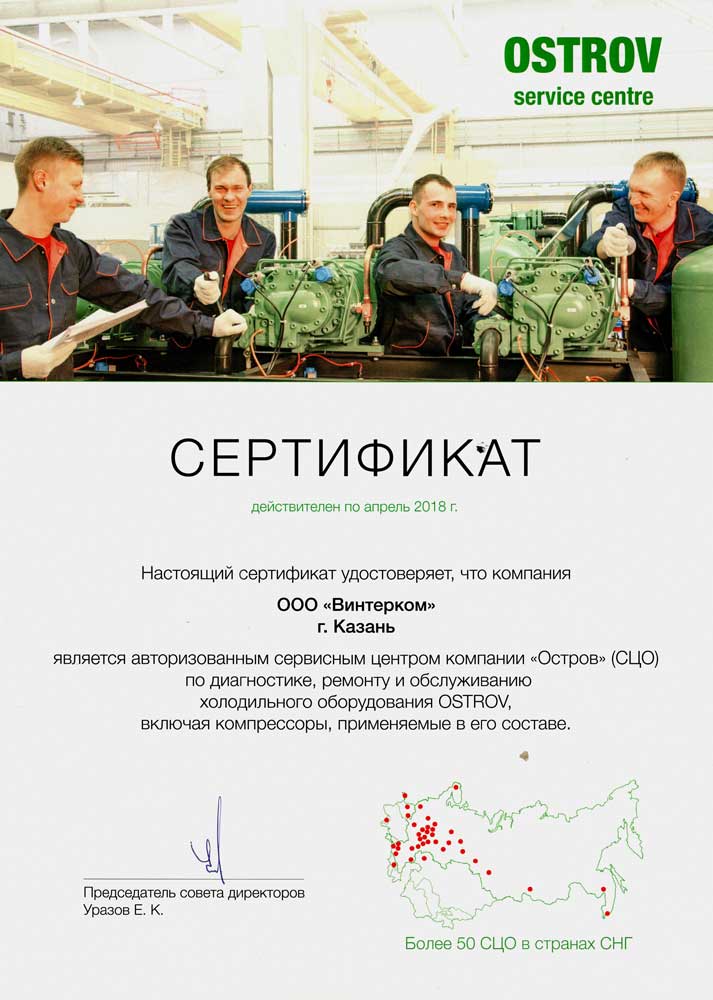 OSTROV
service centre
СЕРТИФИКАТ
действителен по апрель 2018 г.
Настоящий сертификат удостоверяет, что компания
ООО «Винтерком»
г. Казань
является авторизованным сервисным центром компании «Остров» (СЦО)
по диагностике, ремонту и обслуживанию
холодильного оборудования OSTROV,
включая компрессоры, применяемые в его составе.
Председатель совета директоров
Уразов Е. К.
Более 50 СЦО в странах СНГ